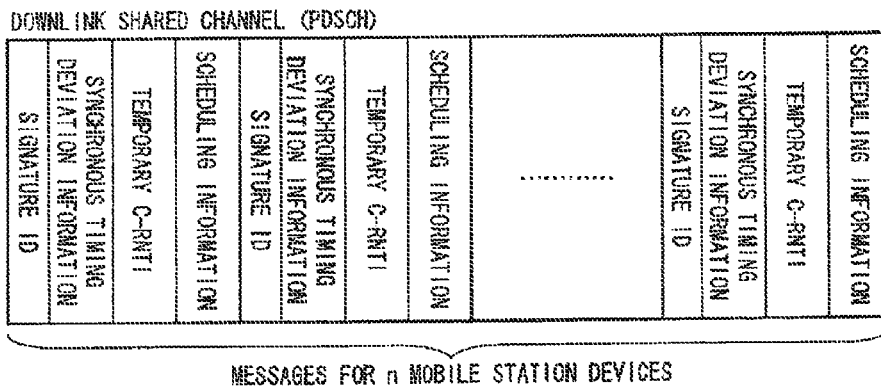 DOWNLINK SHARED CHANNEL (PDSCH)
SIGNATURE ID
SYNCHRONOUS TIMING
DEVIATION INFORMATION
TEMPORARY C-RNTI
SCHEDULING INFORMATION
SIGNATURE ID
SYNCHRONOUS TIMING
DEVIATION INFORMATION
TEMPORARY C-RNTI
SCHEDULING INFORMATION
............
SIGNATURE ID
SYNCHRONOUS TIMING
DEVIATION INFORMATION
TEMPORARY C-RNTI
SCHEDULING INFORMATION
MESSAGES FOR n MOBILE STATION DEVICES